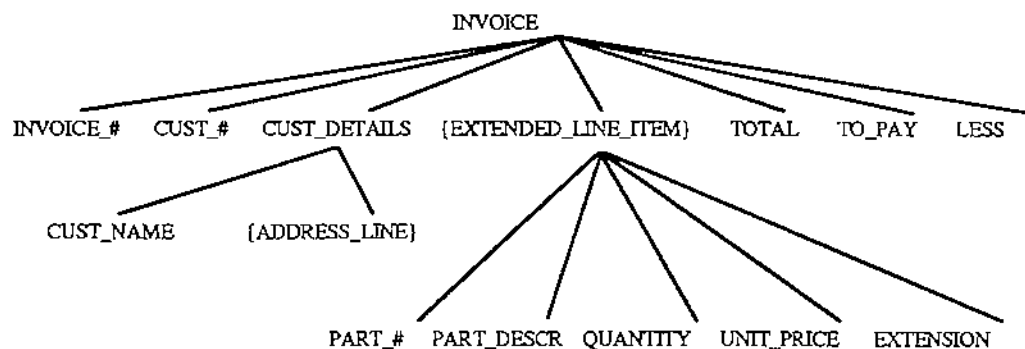 INVOICE
INVOICE_# CUST_# CUST_DETAILS {EXTENDED_LINE_ITEM} TOTAL TO_PAY LESS
CUST_NAME {ADDRESS_LINE}
PART_# PART_DESCR QUANTITY UNIT_PRICE EXTENSION